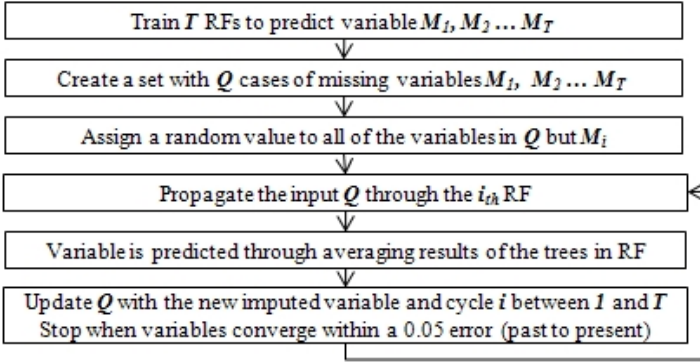 Train T RFs to predict variable M1, M2 ... MT
Create a set with Q cases of missing variables M1, M2 ... MT
Assign a random value to all of the variables in Q but Mi
Propagate the input Q through the ith RF
Variable is predicted through averaging results of the trees in RF
Update Q with the new imputed variable and cycle i between 1 and T
Stop when variables converge within a 0.05 error (past to present)